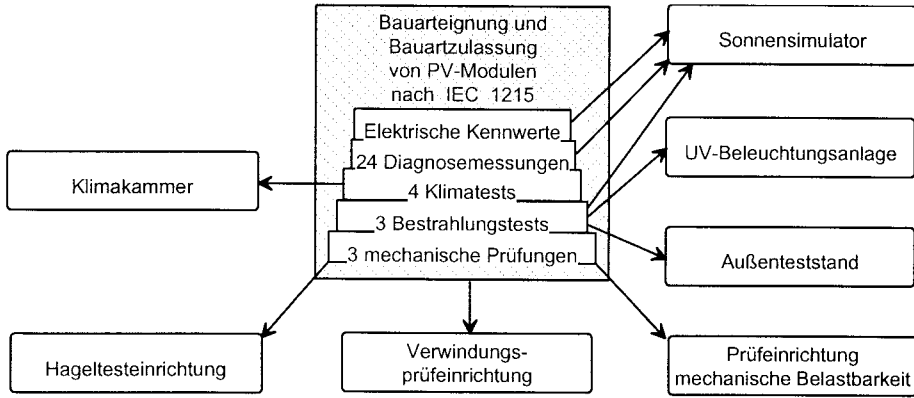 Bauarteignung und
Bauartzulassung
von PV-Modulen
nach IEC 1215
Elektrische Kennwerte
24 Diagnosemessungen
4 Klimatests
3 Bestrahlungstests
3 mechanische Prüfungen
Klimakammer
Sonnensimulator
UV-Beleuchtungsanlage
Außenteststand
Hageltesteinrichtung
Verwindungs-
prüfeinrichtung
Prüfeinrichtung
mechanische Belastbarkeit